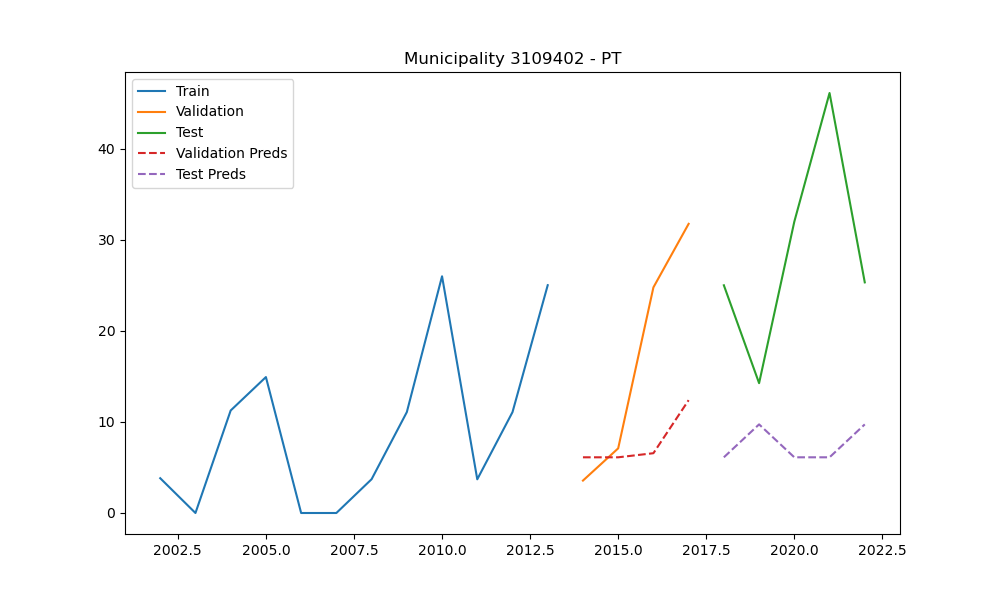 Municipality 3109402 - PT
Train
Validation
Test
Validation Preds
Test Preds
40
30
20
10
0
2002.5 2005.0 2007.5 2010.0 2012.5 2015.0 2017.5 2020.0 2022.5